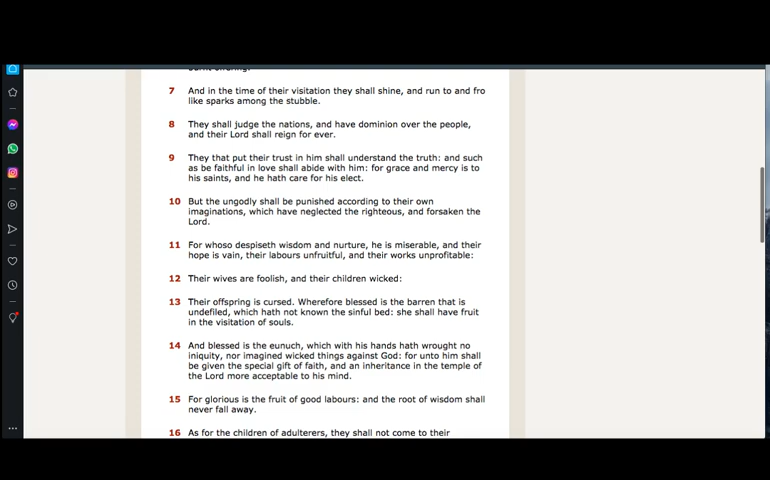 7 And in the time of their visitation they shall shine, and run to and fro
like sparks among the stubble.
8 They shall judge the nations, and have dominion over the people,
and their Lord shall reign for ever.
9 They that put their trust in him shall understand the truth: and such
as be faithful in love shall abide with him: for grace and mercy is to
his saints, and he hath care for his elect.
10 But the ungodly shall be punished according to their own
imaginations, which have neglected the righteous, and forsaken the
Lord.
11 For whoso despiseth wisdom and nurture, he is miserable, and their
hope is vain, their labours unfruitful, and their works unprofitable:
12 Their wives are foolish, and their children wicked:
13 Their offspring is cursed. Wherefore blessed is the barren that is
undefiled, which hath not known the sinful bed: she shall have fruit
in the visitation of souls.
14 And blessed is the eunuch, which with his hands hath wrought no
iniquity, nor imagined wicked things against God: for unto him shall
be given the special gift of faith, and an inheritance in the temple of
the Lord more acceptable to his mind.
15 For glorious is the fruit of good labours: and the root of wisdom shall
never fall away.
16 As for the children of adulterers, they shall not come to their